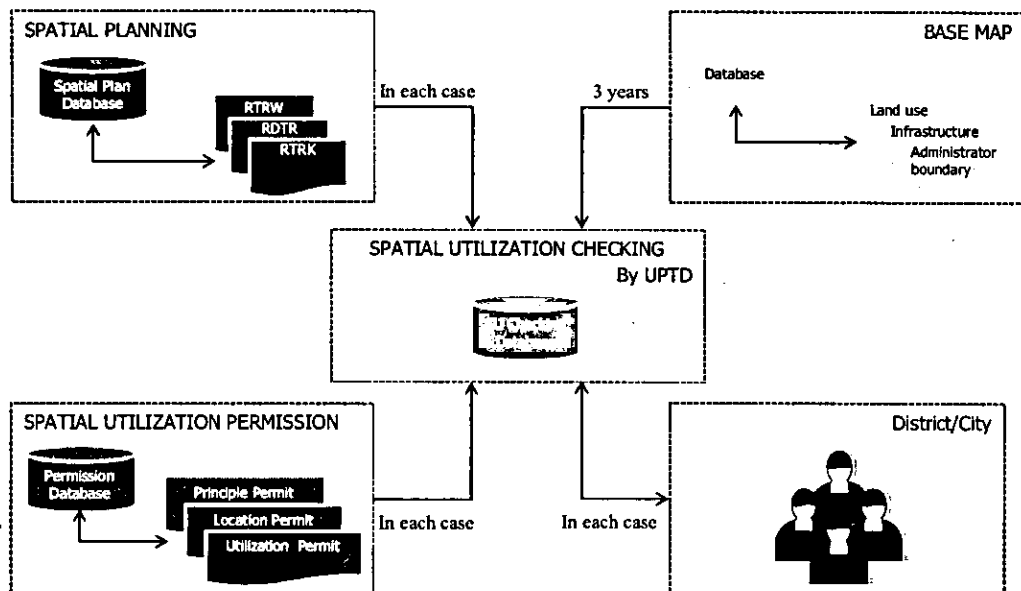 SPATIAL PLANNING
Spatial Plan
Database
RTRW
RDTR
RTRK
In each case
3 years
BASE MAP
Database
Land use
Infrastructure
Administrator
boundary
SPATIAL UTILIZATION CHECKING
By UPTD
SPATIAL UTILIZATION PERMISSION
Permission
Database
Principle Permit
Location Permit
Utilization Permit
In each case
In each case
District/City